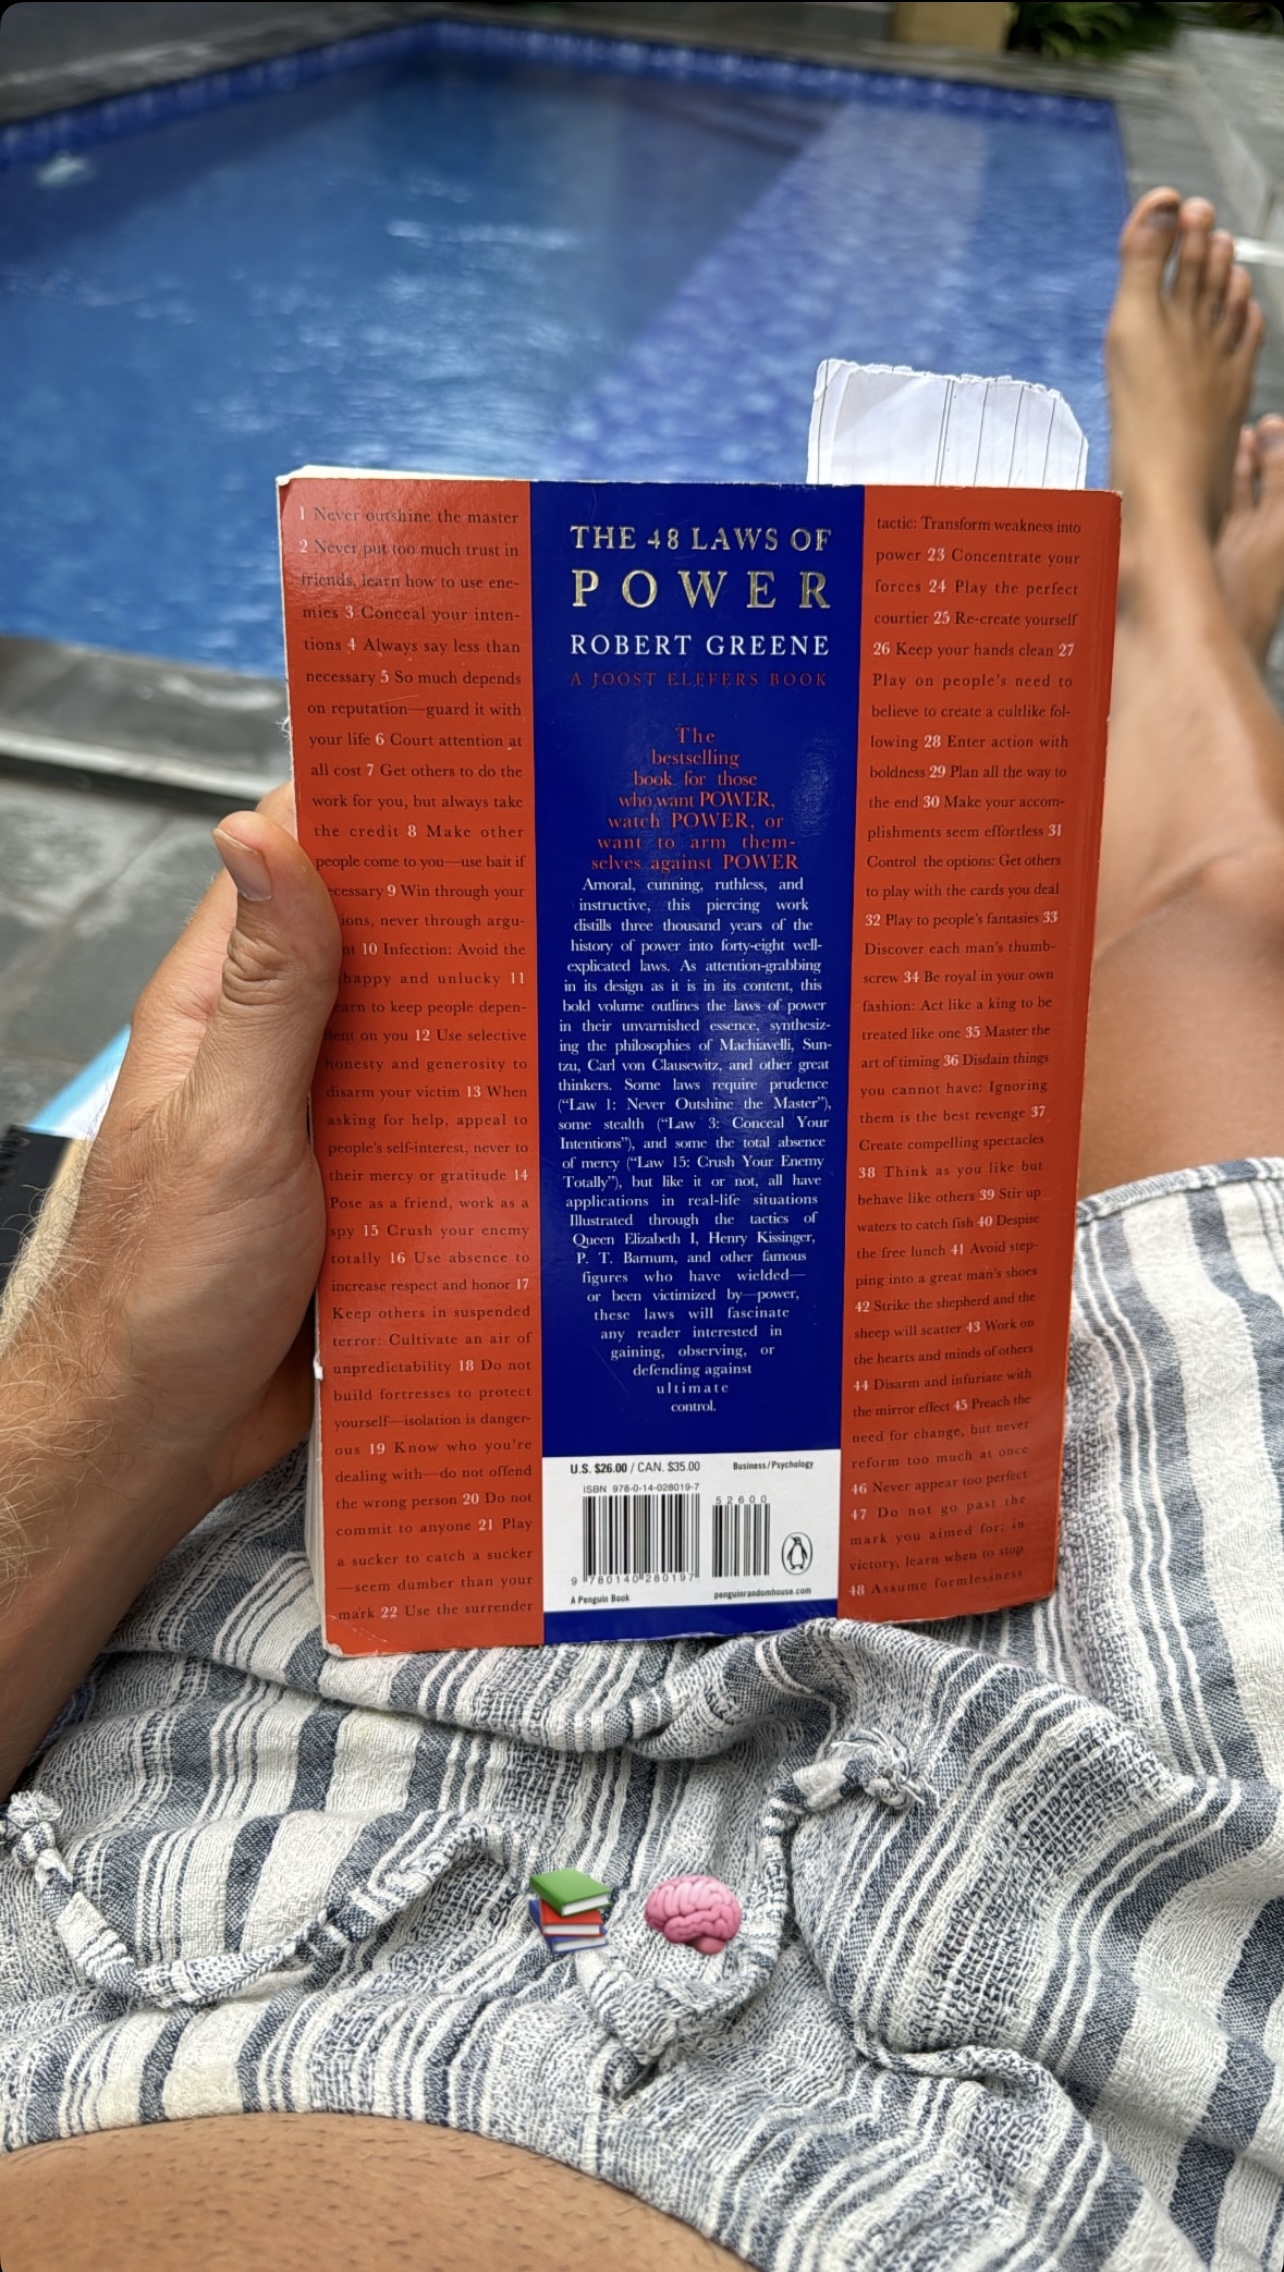 1 Never outshine the master
2 Never put too much trust in
friends, learn how to use ene-
mies 3 Conceal your inten-
tions 4 Always say less than
necessary 5 So much depends
on reputation—guard it with
your life 6 Court attention at
all cost 7 Get others to do the
work for you, but always take
the credit 8 Make other
people come to you—use bait if
cessary 9 Win through your
ions, never through argu-
nt 10 Infection: Avoid the
happy and unlucky 11
earn to keep people depen-
dent on you 12 Use selective
honesty and generosity to
disarm your victim 13 When
asking for help, appeal to
people's self-interest, never to
their mercy or gratitude 14
Pose as a friend, work as a
spy 15 Crush your enemy
totally 16 Use absence to
increase respect and honor 17
Keep others in suspended
terror: Cultivate an air of
unpredictability 18 Do not
build fortresses to protect
yourself—isolation is danger-
ous 19 Know who you're
dealing with—do not offend
the wrong person 20 Do not
commit to anyone 21 Play
a sucker to catch a sucker
—seem dumber than your
mark 22 Use the surrender
THE 48 LAWS OF
POWER
ROBERT GREENE
A JOOST ELFFERS BOOK
The
bestselling
book for those
who want POWER,
watch POWER, or
want to arm them-
selves against POWER
Amoral, cunning, ruthless, and
instructive, this piercing work
distills three thousand years of the
history of power into forty-eight well-
explicated laws. As attention-grabbing
in its design as it is in its content, this
bold volume outlines the laws of power
in their unvarnished essence, synthesiz-
ing the philosophies of Machiavelli, Sun-
tzu, Carl von Clausewitz, and other great
thinkers. Some laws require prudence
("Law 1: Never Outshine the Master"),
some stealth ("Law 3: Conceal Your
Intentions"), and some the total absence
of mercy ("Law 15: Crush Your Enemy
Totally"), but like it or not, all have
applications in real-life situations
Illustrated through the tactics of
Queen Elizabeth I, Henry Kissinger,
P. T. Barnum, and other famous
figures who have wielded—
or been victimized by—power,
these laws will fascinate
any reader interested in
gaining, observing, or
defending against
ultimate
control.
U.S. $26.00 / CAN. $35.00 Business/Psychology
ISBN 978-0-14-028019-7
52600
9 780140 280197
A Penguin Book penguinrandomhouse.com
tactic: Transform weakness into
power 23 Concentrate your
forces 24 Play the perfect
courtier 25 Re-create yourself
26 Keep your hands clean 27
Play on people's need to
believe to create a cultlike fol-
lowing 28 Enter action with
boldness 29 Plan all the way to
the end 30 Make your accom-
plishments seem effortless 31
Control the options: Get others
to play with the cards you deal
32 Play to people's fantasies 33
Discover each man's thumb-
screw 34 Be royal in your own
fashion: Act like a king to be
treated like one 35 Master the
art of timing 36 Disdain things
you cannot have: Ignoring
them is the best revenge 37
Create compelling spectacles
38 Think as you like but
behave like others 39 Stir up
waters to catch fish 40 Despise
the free lunch 41 Avoid step-
ping into a great man's shoes
42 Strike the shepherd and the
sheep will scatter 43 Work on
the hearts and minds of others
44 Disarm and infuriate with
the mirror effect 45 Preach the
need for change, but never
reform too much at once
46 Never appear too perfect
47 Do not go past the
mark you aimed for; in
victory, learn when to stop
48 Assume formlessness